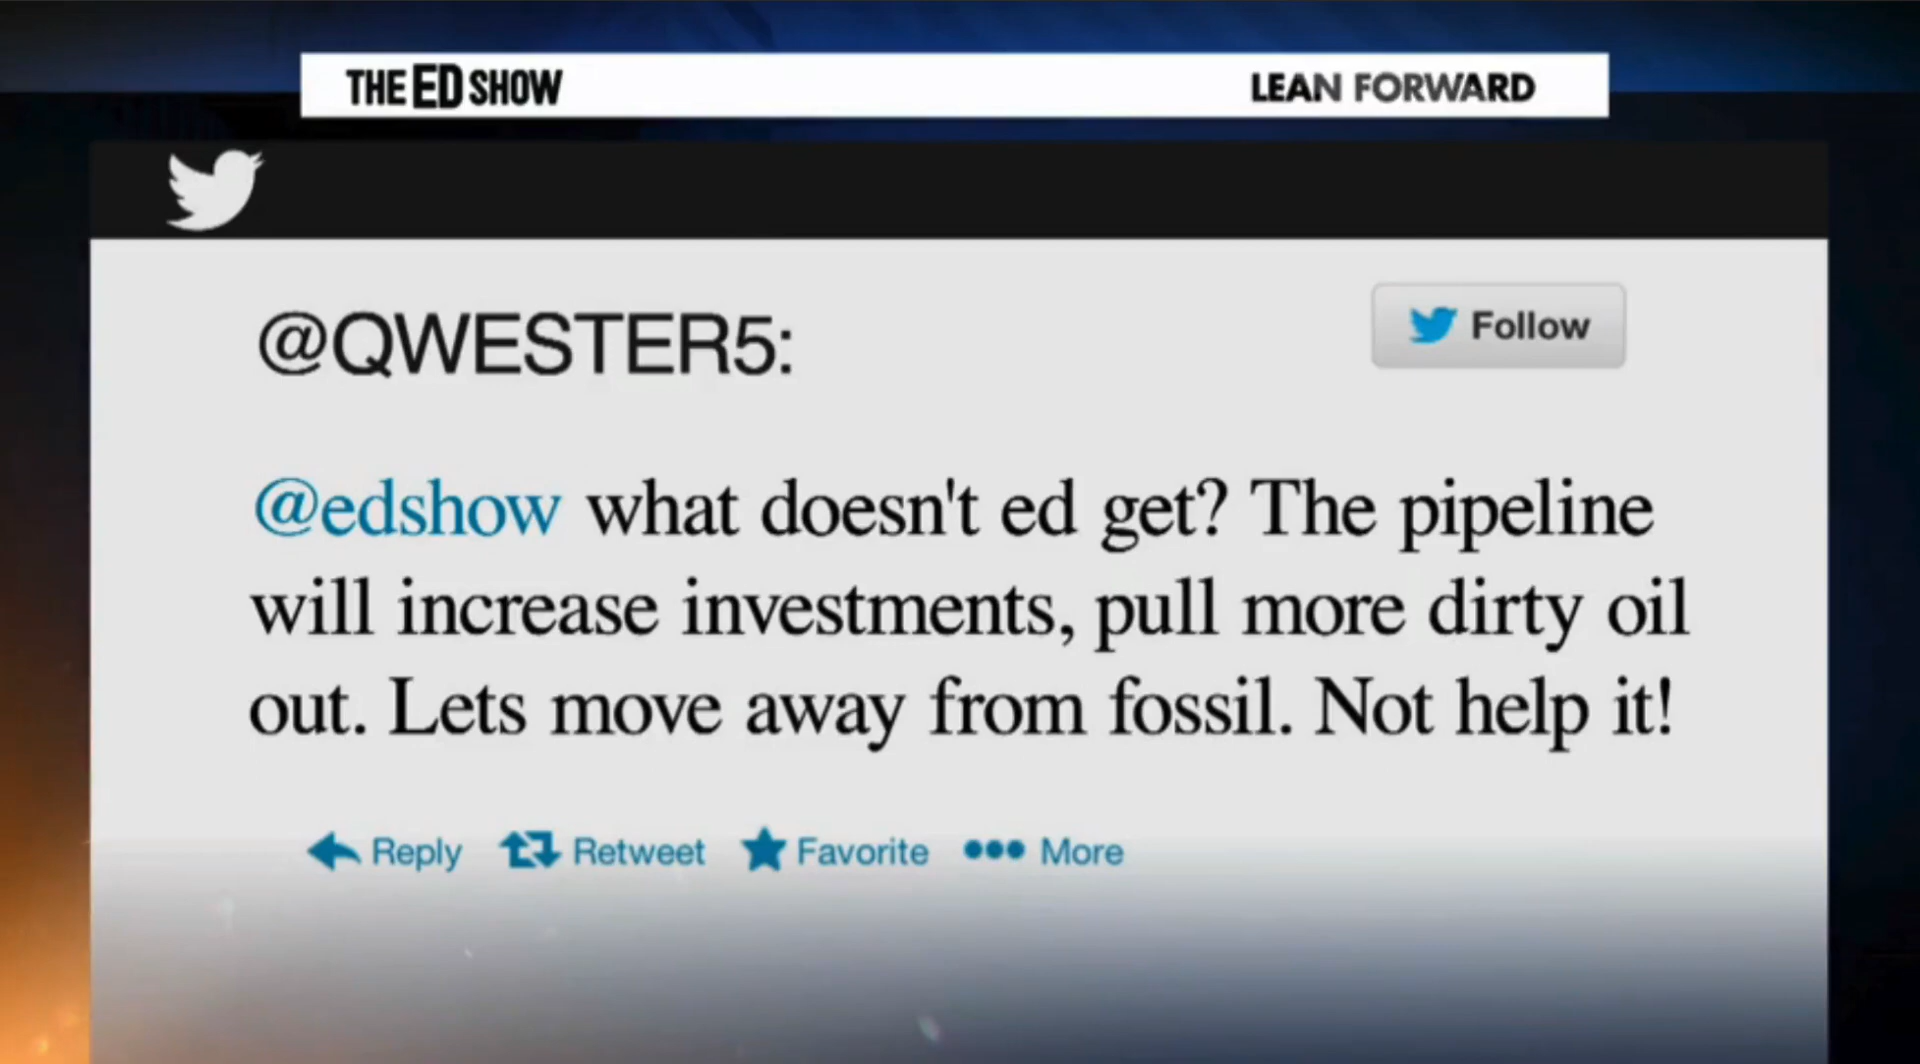 THE ED SHOW LEAN FORWARD
@QWESTER5:
Follow
@edshow what doesn't ed get? The pipeline
will increase investments, pull more dirty oil
out. Lets move away from fossil. Not help it!
Reply Retweet Favorite More